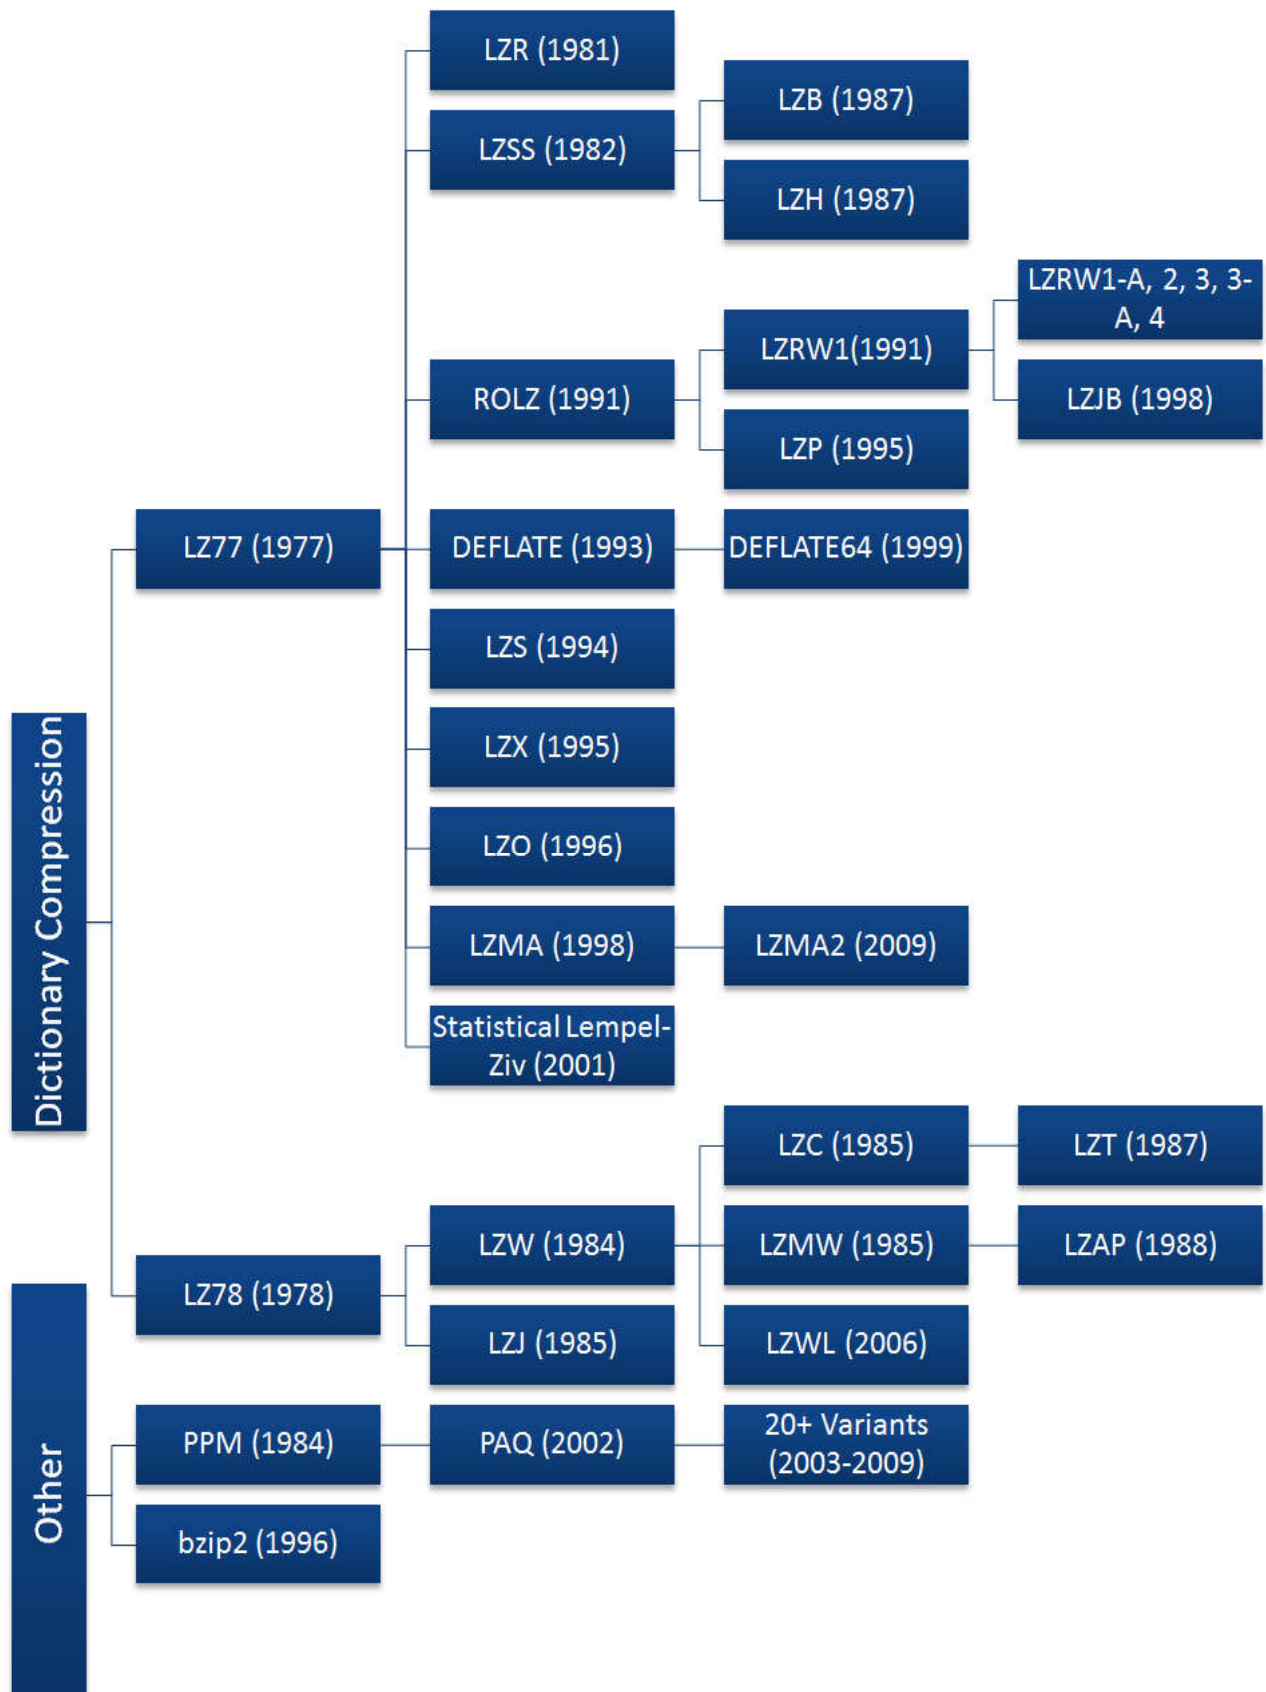 LZR (1981)
LZB (1987)
LZSS (1982)
LZH (1987)
LZRW1-A, 2, 3, 3-
A, 4
LZRW1(1991)
ROLZ (1991)
LZJB (1998)
LZP (1995)
LZ77 (1977)
DEFLATE (1993)
DEFLATE64 (1999)
LZS (1994)
LZX (1995)
Dictionary Compression
LZO (1996)
LZMA (1998)
LZMA2 (2009)
Statistical Lempel-
Ziv (2001)
LZC (1985)
LZT (1987)
LZW (1984)
LZMW (1985)
LZAP (1988)
LZ78 (1978)
LZJ (1985)
LZWL (2006)
Other
PPM (1984)
PAQ (2002)
20+ Variants
(2003-2009)
bzip2 (1996)